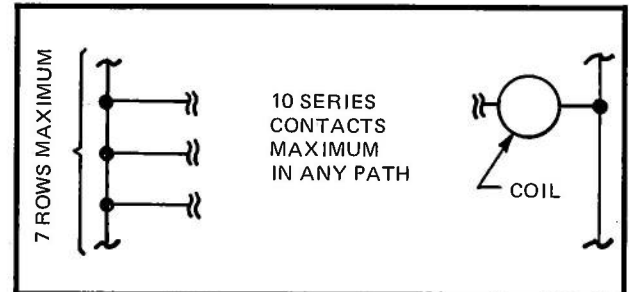 7 ROWS MAXIMUM
10 SERIES
CONTACTS
MAXIMUM
IN ANY PATH
COIL